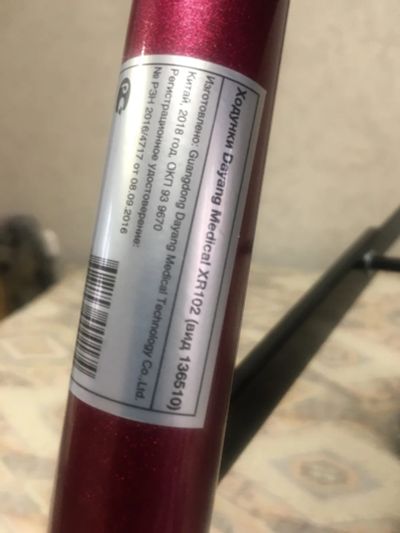 Ходунки Dayang Medical XR102 (вид 136510)
Изготовлено: Guangdong Dayang Medical Technology Co.,Ltd.
Китай, 2018 год. ОКП 93 9670
Регистрационное удостоверение:
№ РЗН 2016/4717 от 08.09.2016